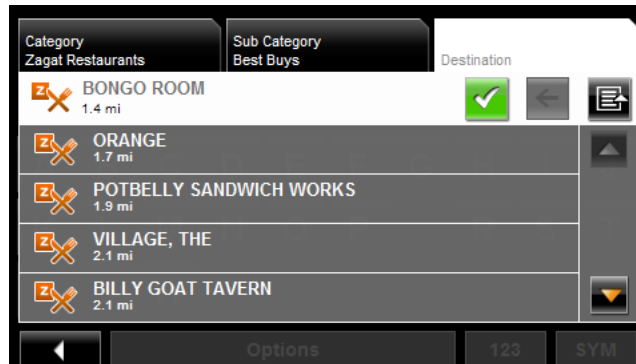 Category
Zagat Restaurants
Sub Category
Best Buys
Destination
BONGO ROOM
1.4 mi
ORANGE
1.7 mi
POTBELLY SANDWICH WORKS
1.9 mi
VILLAGE, THE
2.1 mi
BILLY GOAT TAVERN
2.1 mi
Options
123
SYM